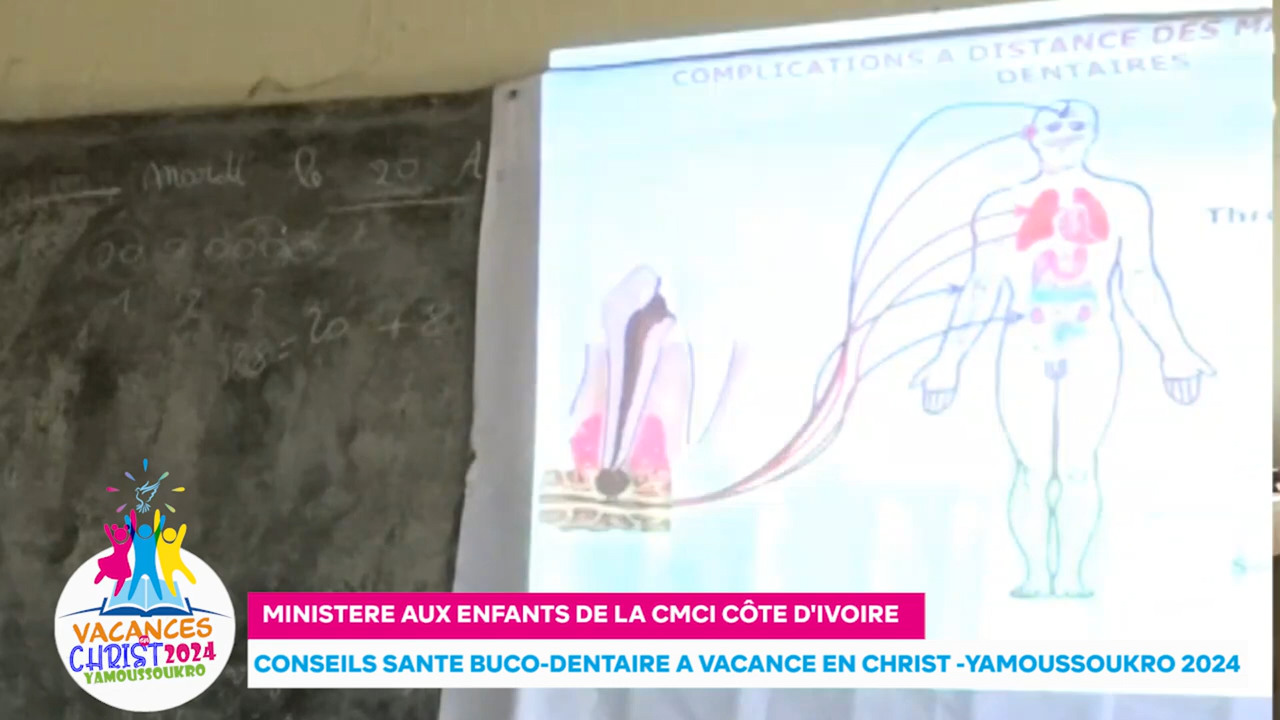 COMPLICATIONS A DISTANCE DES
DENTAIRES
Mardi le 20 A
VACANCES
en
CHRIST 2024
YAMOUSSOUKRO
MINISTERE AUX ENFANTS DE LA CMCI CÔTE D'IVOIRE
CONSEILS SANTE BUCO-DENTAIRE A VACANCE EN CHRIST -YAMOUSSOUKRO 2024